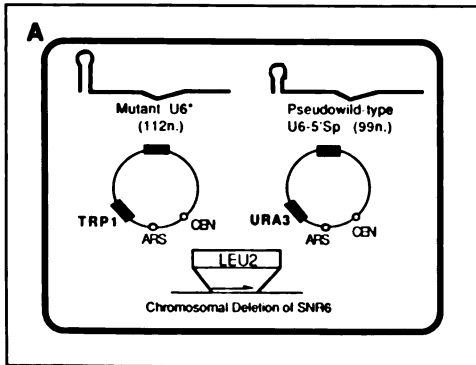 A
Mutant U6* Pseudowild-type
(112n.) U6-5'Sp (99n.)
TRP1 ARS CEN URA3 ARS CEN
LEU2
Chromosomal Deletion of SNR6